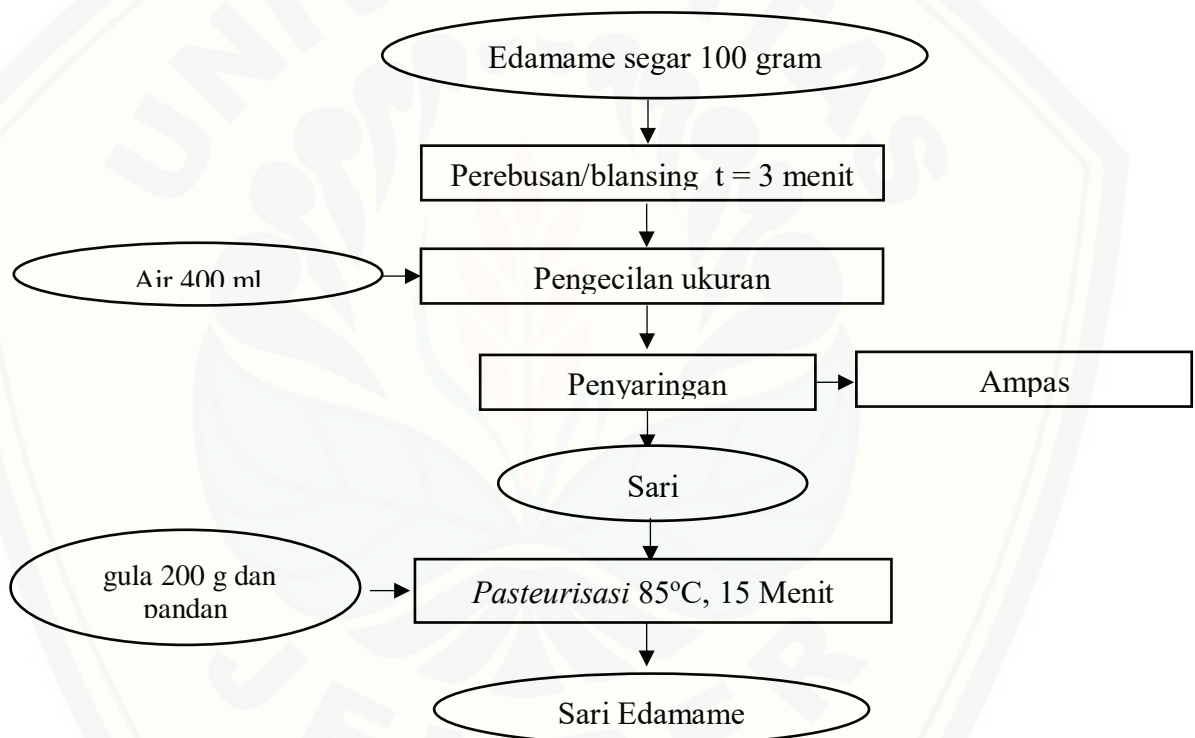 Edamame segar 100 gram
Perebusan/blansing t = 3 menit
Air 400 ml
Pengecilan ukuran
Penyaringan
Ampas
Sari
gula 200 g dan
pandan
Pasteurisasi 85°C, 15 Menit
Sari Edamame